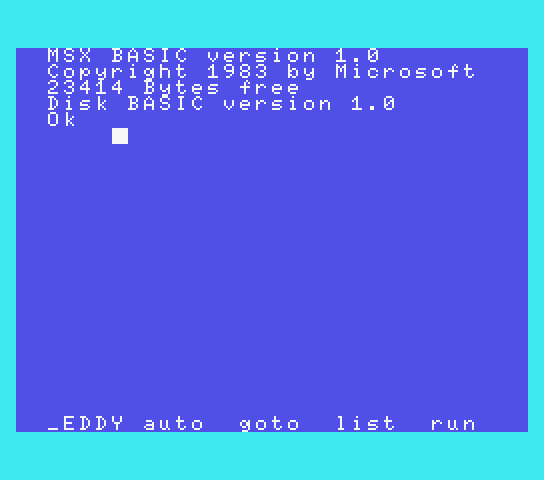 MSX BASIC version 1.0
Copyright 1983 by Microsoft
23414 Bytes free
Disk BASIC version 1.0
Ok
_EDDY auto goto list run